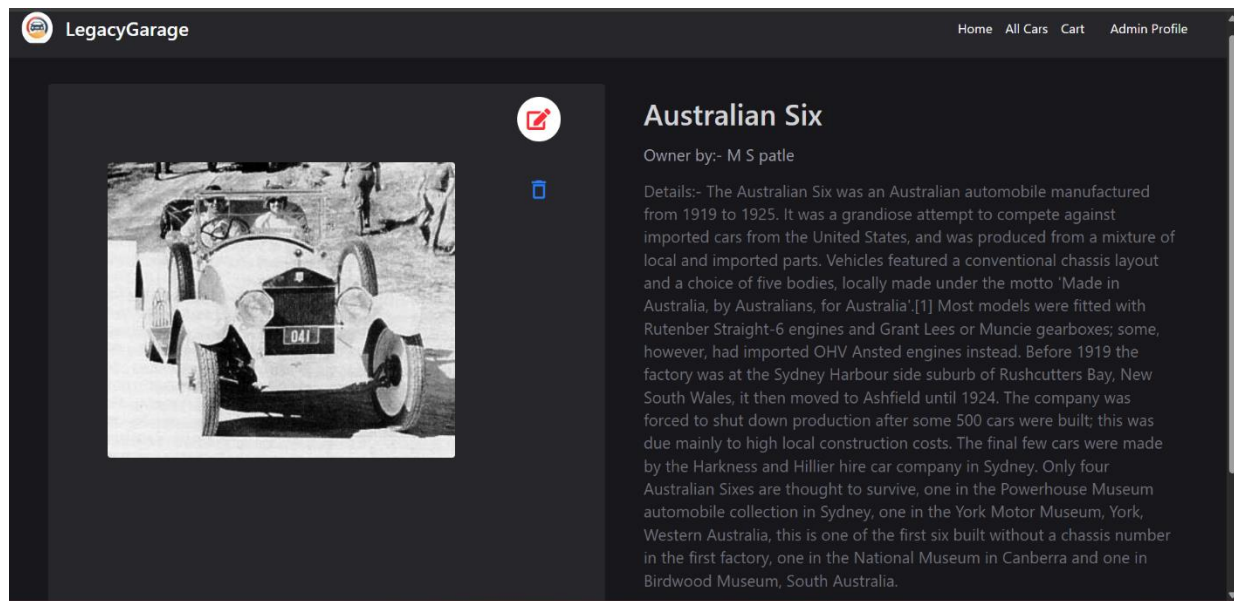 LegacyGarage
Home All Cars Cart Admin Profile
Australian Six
Owner by:- M S patle
Details:- The Australian Six was an Australian automobile manufactured
from 1919 to 1925. It was a grandiose attempt to compete against
imported cars from the United States, and was produced from a mixture of
local and imported parts. Vehicles featured a conventional chassis layout
and a choice of five bodies, locally made under the motto 'Made in
Australia, by Australians, for Australia'.[1] Most models were fitted with
Rutenber Straight-6 engines and Grant Lees or Muncie gearboxes; some,
however, had imported OHV Ansted engines instead. Before 1919 the
factory was at the Sydney Harbour side suburb of Rushcutters Bay, New
South Wales, it then moved to Ashfield until 1924. The company was
forced to shut down production after some 500 cars were built; this was
due mainly to high local construction costs. The final few cars were made
by the Harkness and Hillier hire car company in Sydney. Only four
Australian Sixes are thought to survive, one in the Powerhouse Museum
automobile collection in Sydney, one in the York Motor Museum, York,
Western Australia, this is one of the first six built without a chassis number
in the first factory, one in the National Museum in Canberra and one in
Birdwood Museum, South Australia.
041